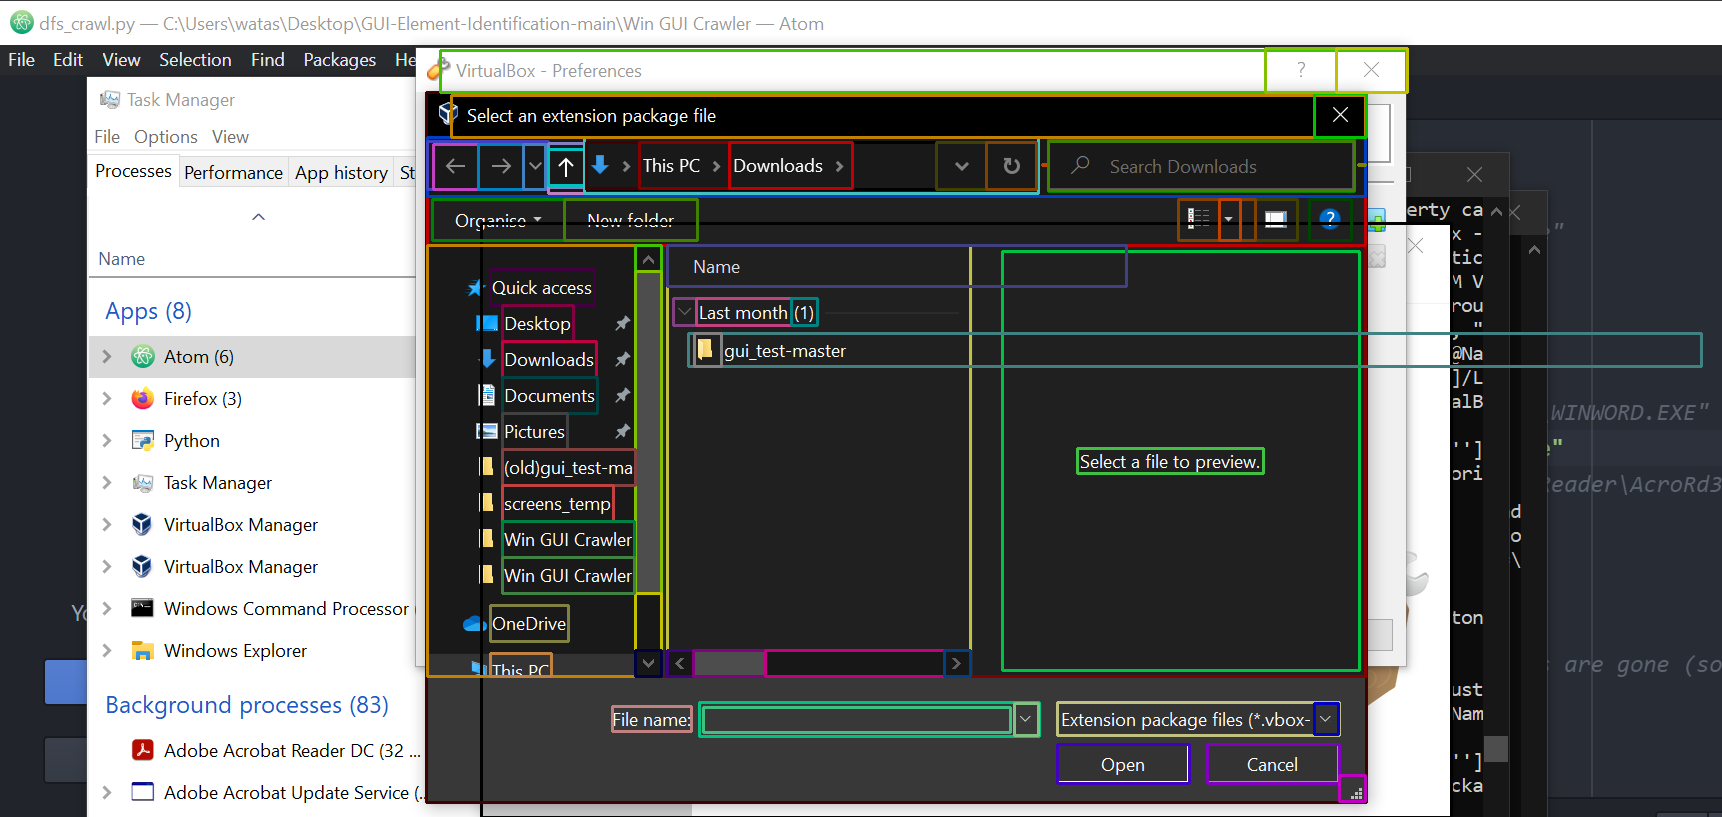 dfs_crawl.py — C:\Users\watas\Desktop\GUI-Element-Identification-main\Win GUI Crawler — Atom
File Edit View Selection Find Packages He
VirtualBox - Preferences
?
Task Manager
File Options View
Processes Performance App history St
Name
Apps (8)
Atom (6)
Firefox (3)
Python
Task Manager
VirtualBox Manager
VirtualBox Manager
Windows Command Processor
Windows Explorer
Background processes (83)
Adobe Acrobat Reader DC (32 ...
Adobe Acrobat Update Service (...
Select an extension package file
This PC Downloads
Search Downloads
Organise New folder
?
Quick access
Desktop
Downloads
Documents
Pictures
(old)gui_test-ma
screens_temp
Win GUI Crawler
Win GUI Crawler
OneDrive
This PC
Name
Last month (1)
gui_test-master
Select a file to preview.
File name:
Extension package files (*.vbox-
Open Cancel
erty ca
x -
tic
M V
rou
@Na
]/L
alB
'']
ori
ton
ust
Nam
'']
cka
e"
\WINWORD.EXE"
e"
Reader\AcroRd3
d
o
\
s are gone (so